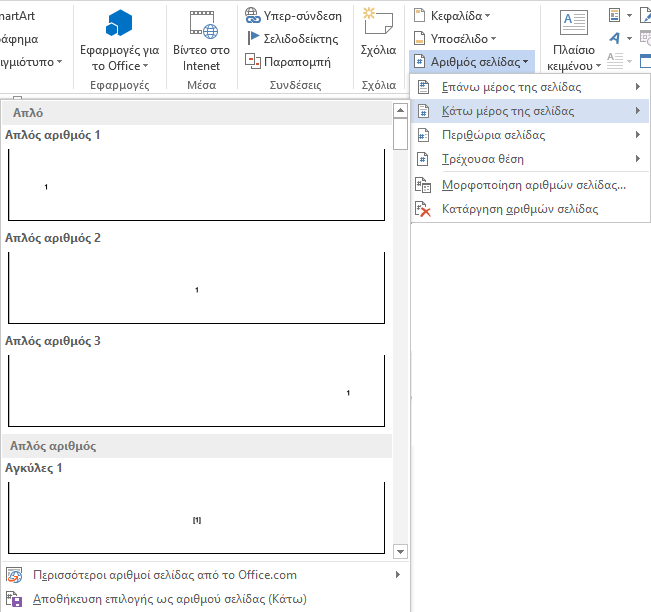 martArt
άφημα
ιγμιότυπο
Εφαρμογές για
το Office
Εφαρμογές
Βίντεο στο
Intenet
Μέσα
Υπερ-σύνδεση
Σελιδοδείκτης
Παραπομπή
Συνδέσεις
Σχόλια
Σχόλια
Κεφαλίδα
Υποσέλιδο
Αριθμός σελίδας
Πλαίσιο
κειμένου
Επάνω μέρος της σελίδας
Κάτω μέρος της σελίδας
Περιθώρια σελίδας
Τρέχουσα θέση
Μορφοποίηση αριθμών σελίδας...
Κατάργηση αριθμών σελίδας
Απλό
Απλός αριθμός 1
1
Απλός αριθμός 2
1
Απλός αριθμός 3
1
Απλός αριθμός
Αγκύλες 1
[1]
Περισσότεροι αριθμοί σελίδας από το Office.com
Αποθήκευση επιλογής ως αριθμού σελίδας (Κάτω)